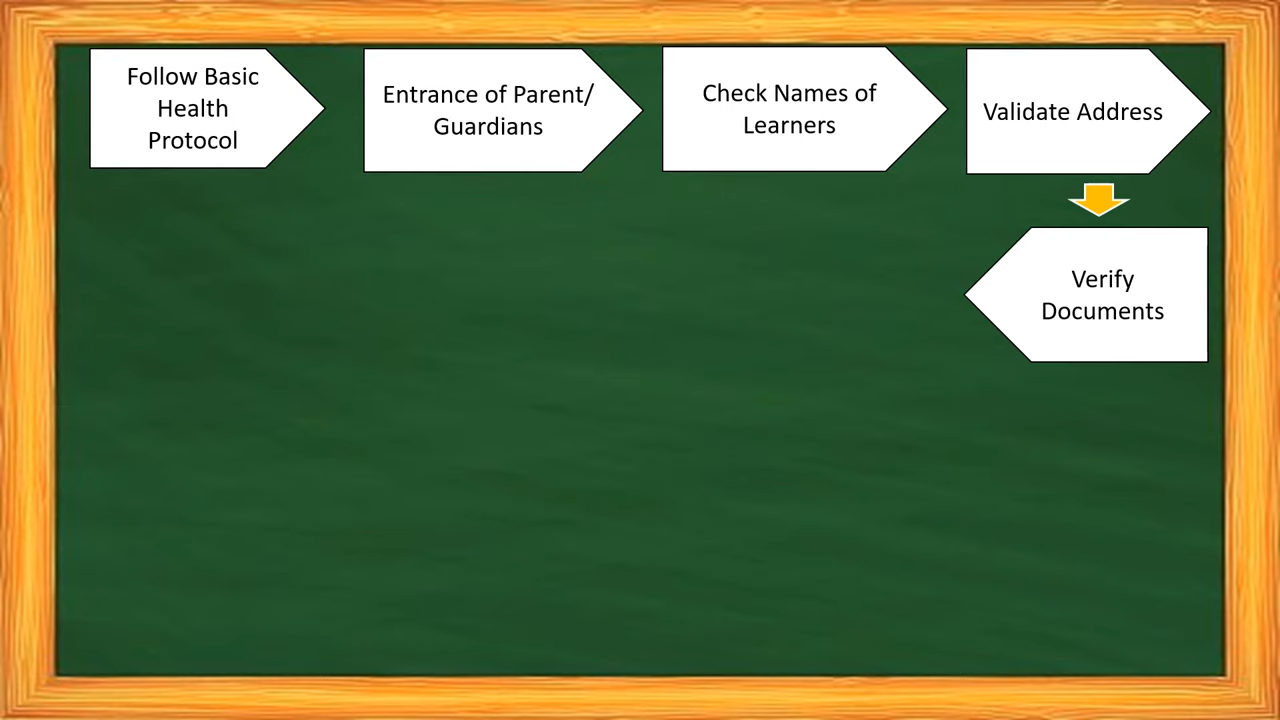 Follow Basic
Health
Protocol
Entrance of Parent/
Guardians
Check Names of
Learners
Validate Address
Verify
Documents